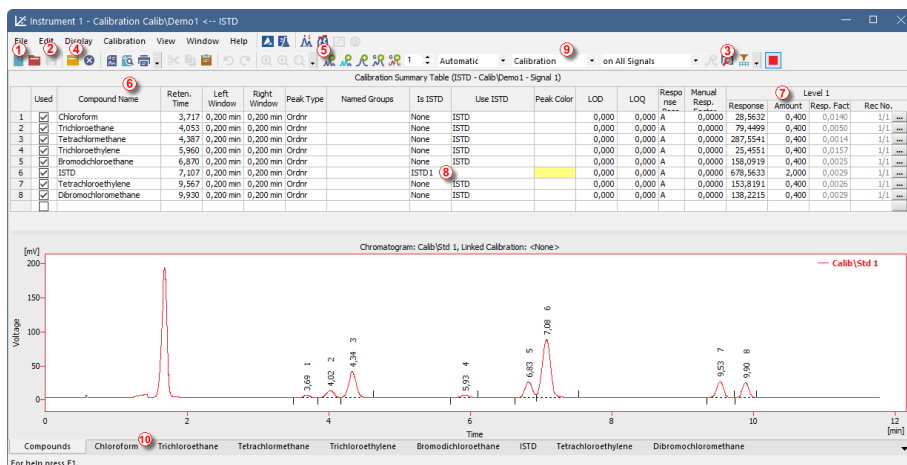 Instrument 1 - Calibration Calib\Demo1 <-- ISTD
File Edit Display Calibration View Window Help
1 2 4 5 9 3
1 Automatic Calibration on All Signals
Calibration Summary Table (ISTD - Calib\Demo1 - Signal 1)
6 7
Used Compound Name Reten. Time Left Window Right Window Peak Type Named Groups Is ISTD Use ISTD Peak Color LOD LOQ Respo nse Manual Resp. Level 1
Response Amount Resp. Fact Rec No.
1 Chloroform 3,717 0,200 min 0,200 min Ordnr None ISTD 0,000 0,000 A 0,0000 28,5632 0,400 0,0140 1/1 ...
2 Trichloroethane 4,053 0,200 min 0,200 min Ordnr None ISTD 0,000 0,000 A 0,0000 79,4499 0,400 0,0050 1/1 ...
3 Tetrachlormethane 4,387 0,200 min 0,200 min Ordnr None ISTD 0,000 0,000 A 0,0000 287,5541 0,400 0,0014 1/1 ...
4 Trichloroethylene 5,960 0,200 min 0,200 min Ordnr None ISTD 0,000 0,000 A 0,0000 25,4551 0,400 0,0157 1/1 ...
5 Bromodichloroethane 6,870 0,200 min 0,200 min Ordnr None ISTD 0,000 0,000 A 0,0000 158,0919 0,400 0,0025 1/1 ...
6 ISTD 7,107 0,200 min 0,200 min Ordnr ISTD1 8 0,000 0,000 A 0,0000 678,5633 2,000 0,0029 1/1 ...
7 Tetrachloroethylene 9,567 0,200 min 0,200 min Ordnr None ISTD 0,000 0,000 A 0,0000 153,8191 0,400 0,0026 1/1 ...
8 Dibromochloromethane 9,930 0,200 min 0,200 min Ordnr None ISTD 0,000 0,000 A 0,0000 138,2215 0,400 0,0029 1/1 ...
Chromatogram: Calib\Std 1, Linked Calibration: <None>
[mV]
200
Calib\Std 1
150
Voltage
100
50
0
3,69 1
4,02 2
4,34 3
5,93 4
6,83 5
7,08 6
9,53 7
9,90 8
0 2 4 6 8 10 12
Time
[min]
10
Compounds Chloroform Trichloroethane Tetrachlormethane Trichloroethylene Bromodichloroethane ISTD Tetrachloroethylene Dibromochloromethane
For help press F1